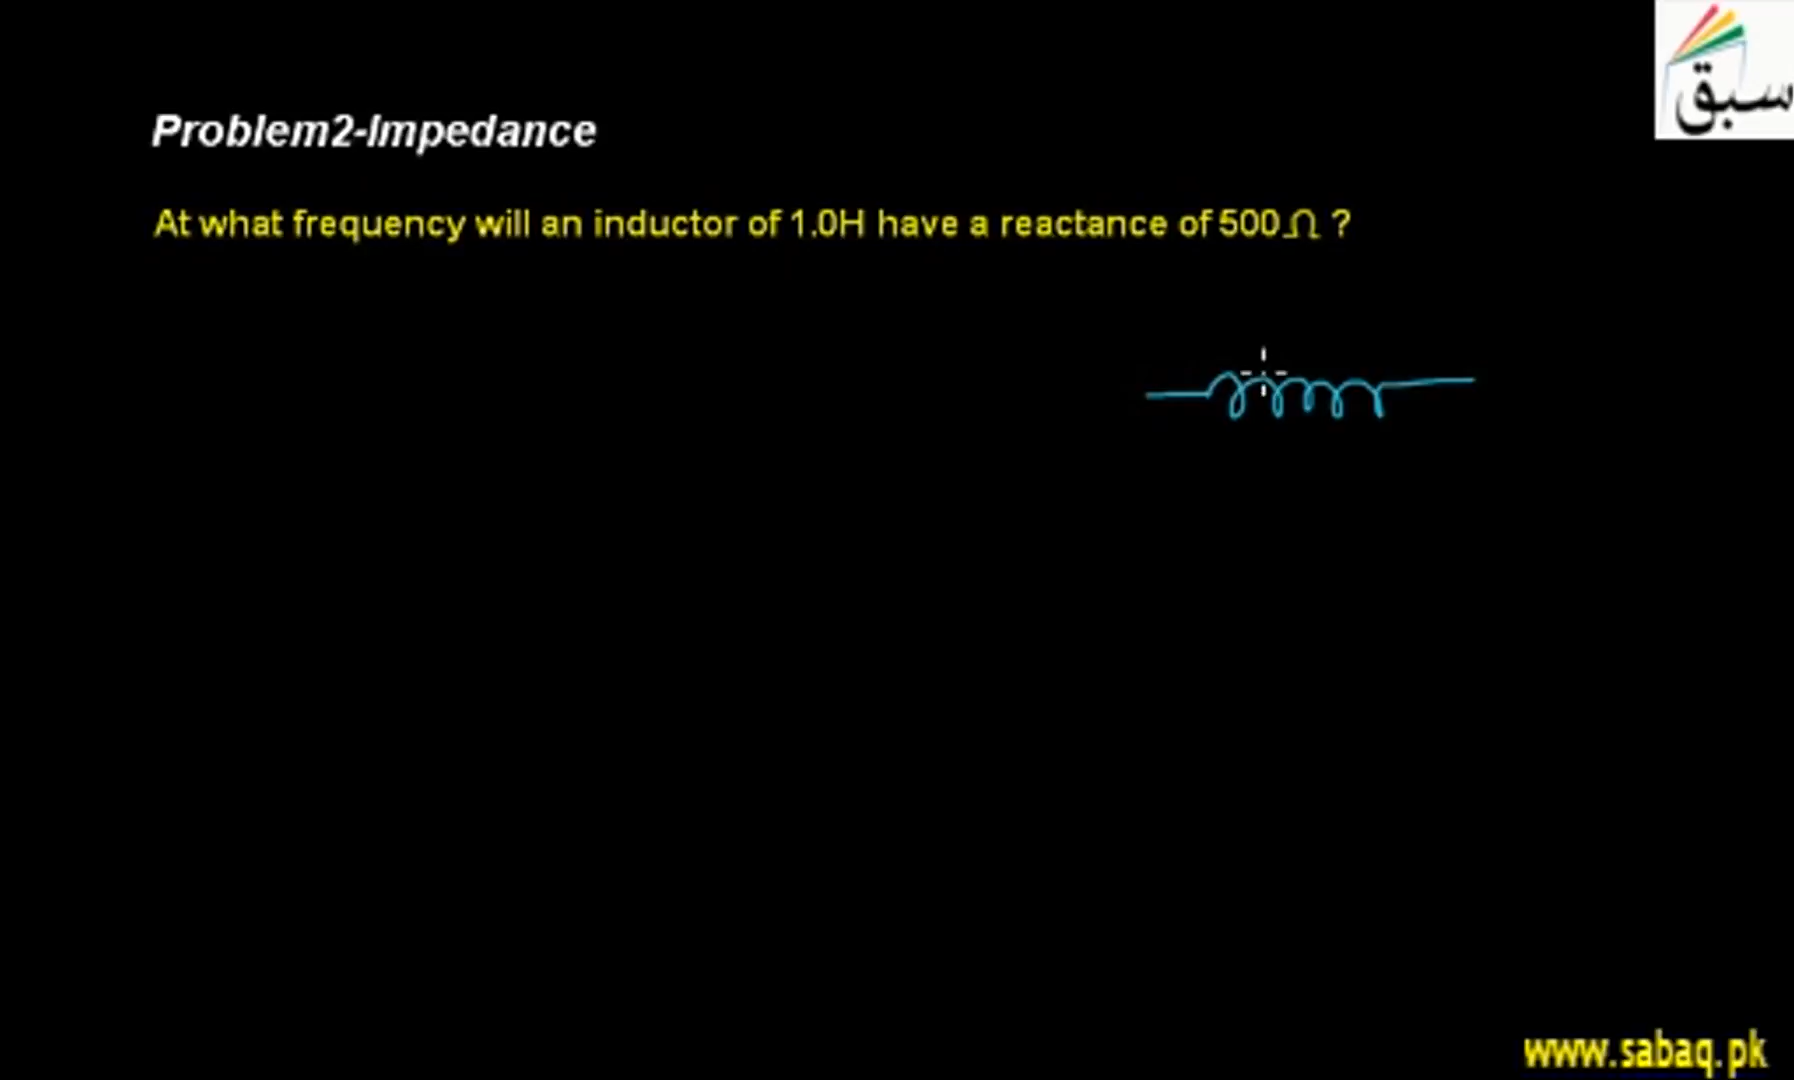 سبق
Problem2-Impedance
At what frequency will an inductor of 1.0H have a reactance of 500Ω ?
www.sabaq.pk